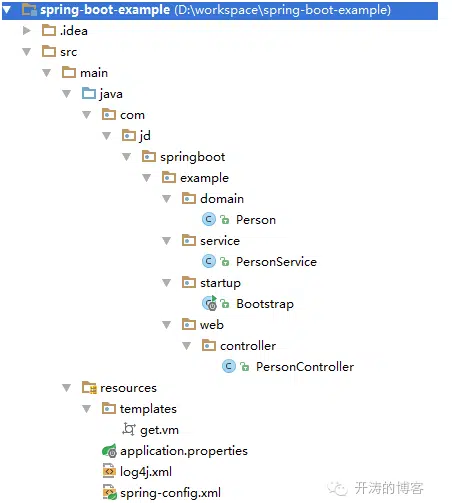 spring-boot-example (D:\workspace\spring-boot-example)
.idea
src
main
java
com
jd
springboot
example
domain
Person
service
PersonService
startup
Bootstrap
web
controller
PersonController
resources
templates
get.vm
application.properties
log4j.xml
spring-config.xml
开涛的博客